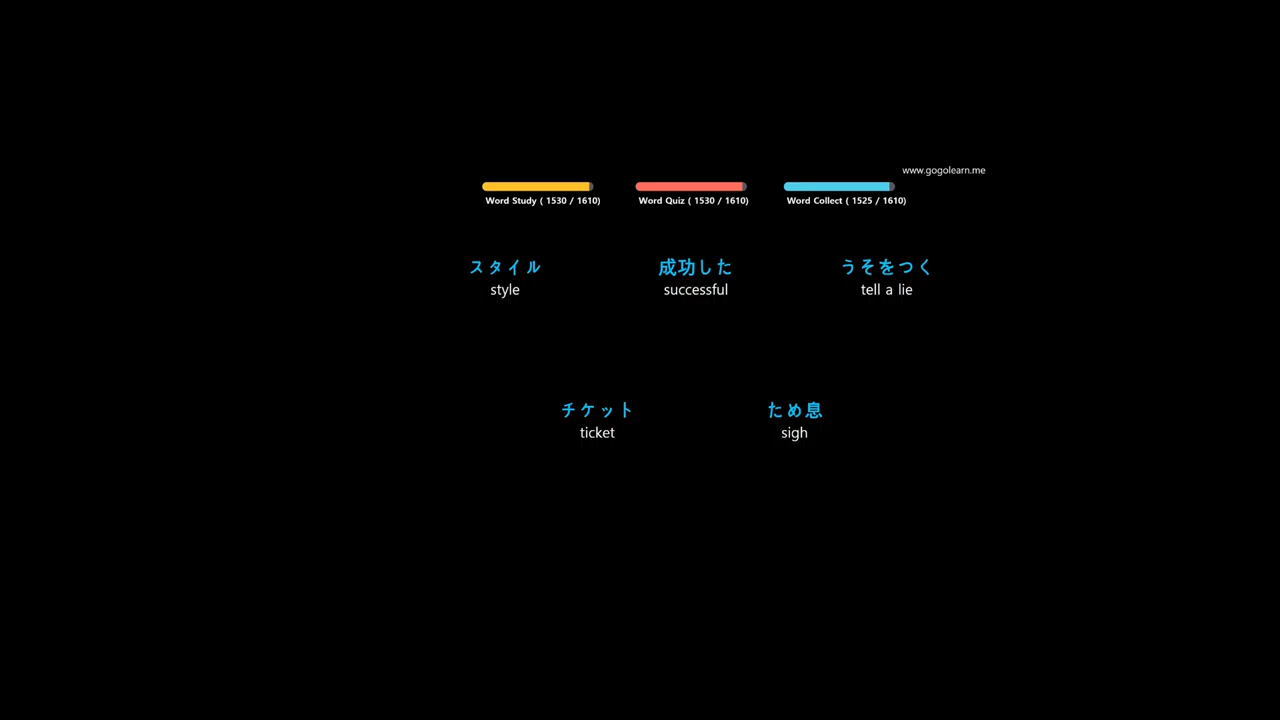 www.gogolearn.me
Word Study ( 1530 / 1610)
Word Quiz ( 1530 / 1610)
Word Collect ( 1525 / 1610)
スタイル
style
成功した
successful
うそをつく
tell a lie
チケット
ticket
ため息
sigh